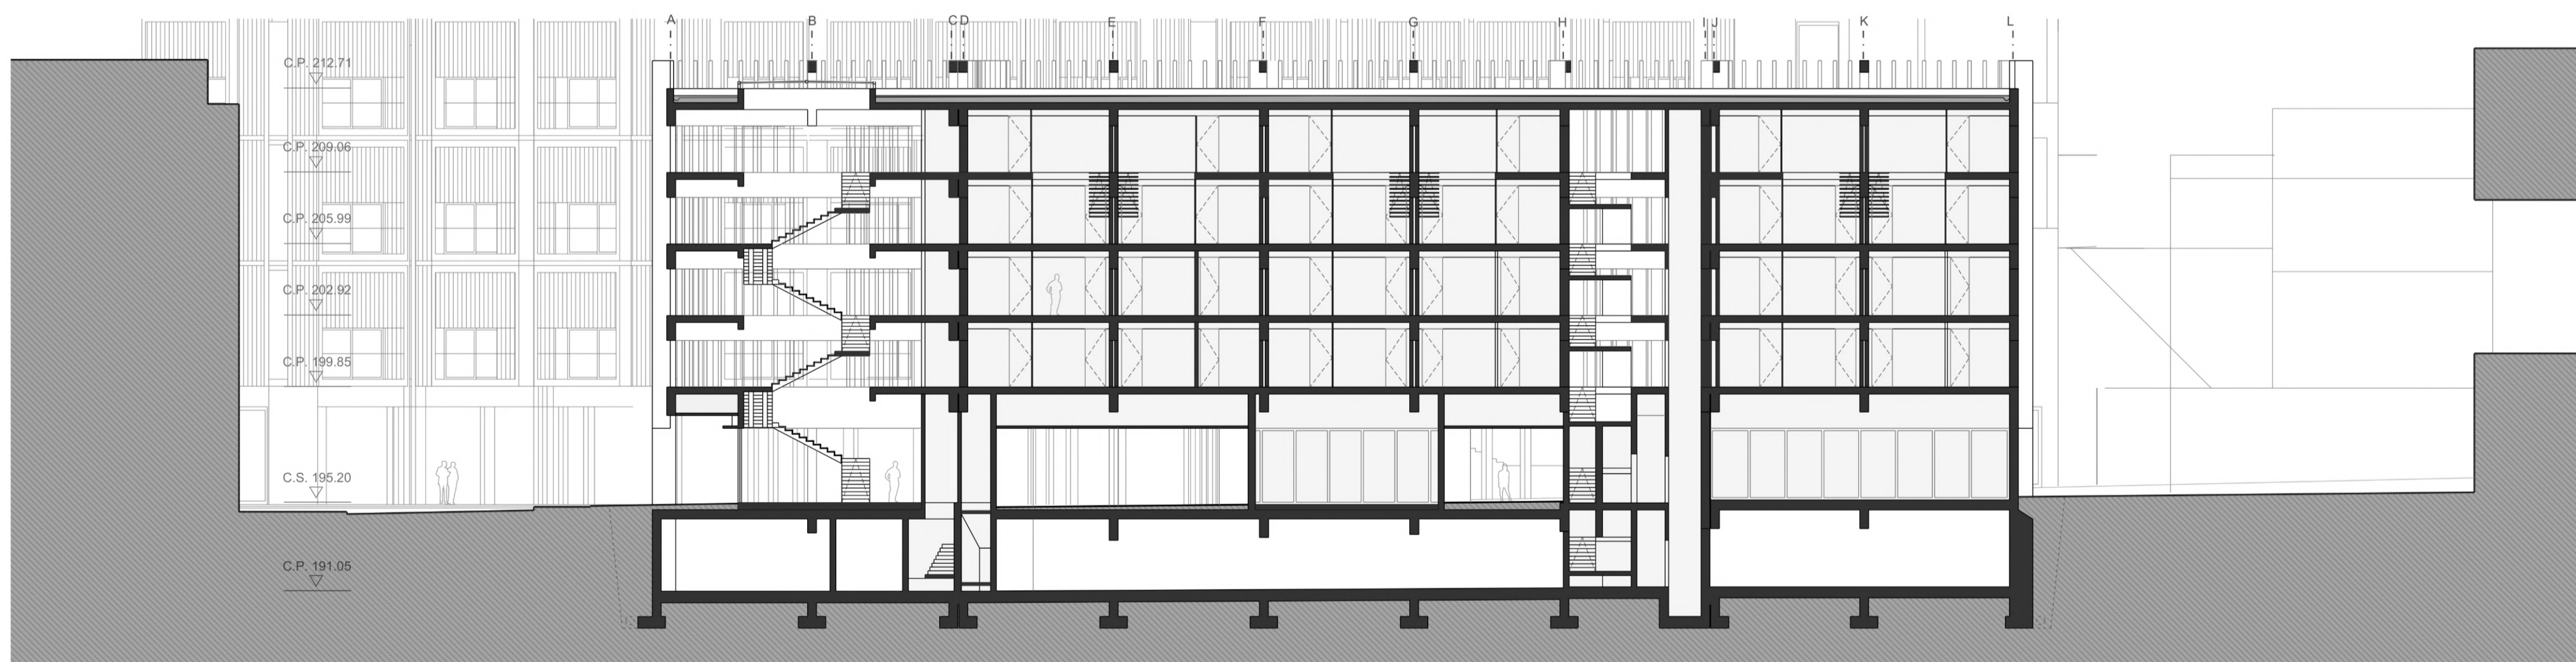 A B C D E F G H I J K L
C.P. 212.71
C.P. 209.06
C.P. 205.99
C.P. 202.92
C.P. 199.85
C.S. 195.20
C.P. 191.05